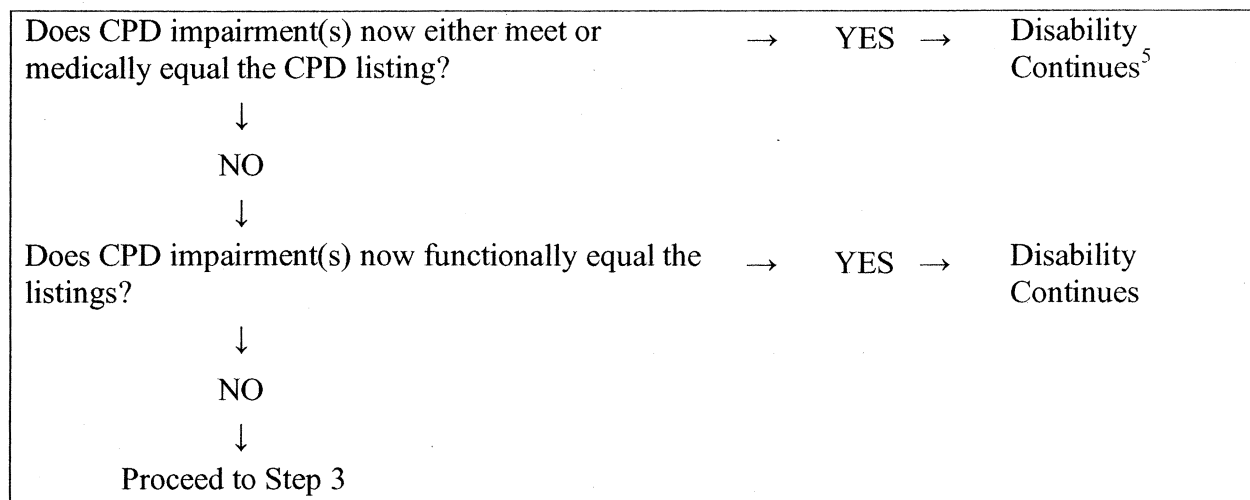 Does CPD impairment(s) now either meet or → YES → Disability
medically equal the CPD listing? Continues⁵
↓
NO
↓
Does CPD impairment(s) now functionally equal the → YES → Disability
listings? Continues
↓
NO
↓
Proceed to Step 3